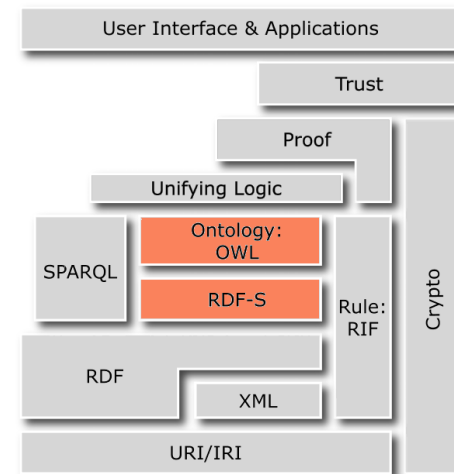 User Interface & Applications
Trust
Proof
Unifying Logic
SPARQL
Ontology:
OWL
RDF-S
Rule:
RIF
Crypto
RDF
XML
URI/IRI